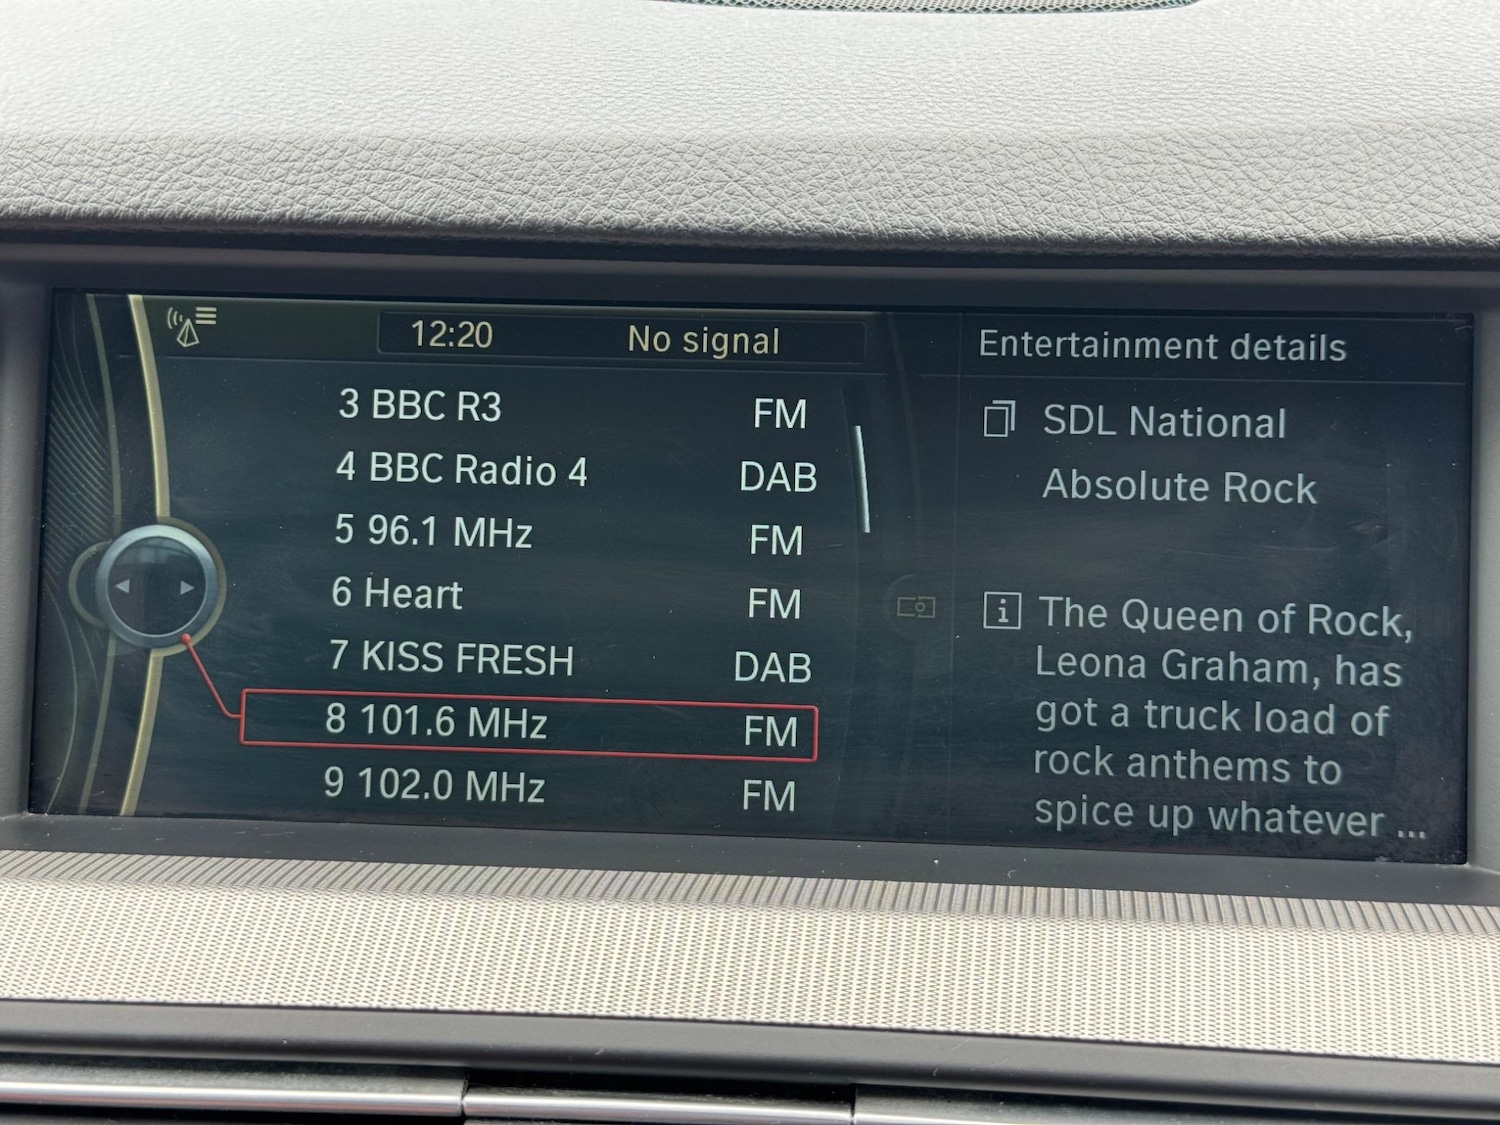 12:20 No signal
3 BBC R3 FM
4 BBC Radio 4 DAB
5 96.1 MHz FM
6 Heart FM
7 KISS FRESH DAB
8 101.6 MHz FM
9 102.0 MHz FM
Entertainment details
SDL National
Absolute Rock
i The Queen of Rock,
Leona Graham, has
got a truck load of
rock anthems to
spice up whatever ...